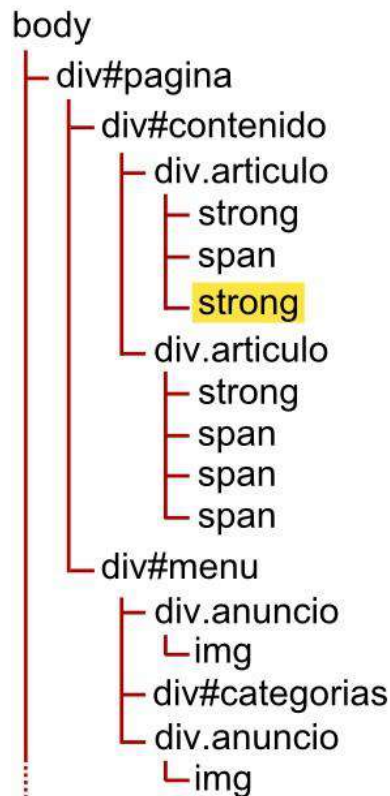 body
div#pagina
div#contenido
div.articulo
strong
span
strong
div.articulo
strong
span
span
span
div#menu
div.anuncio
img
div#categorias
div.anuncio
img